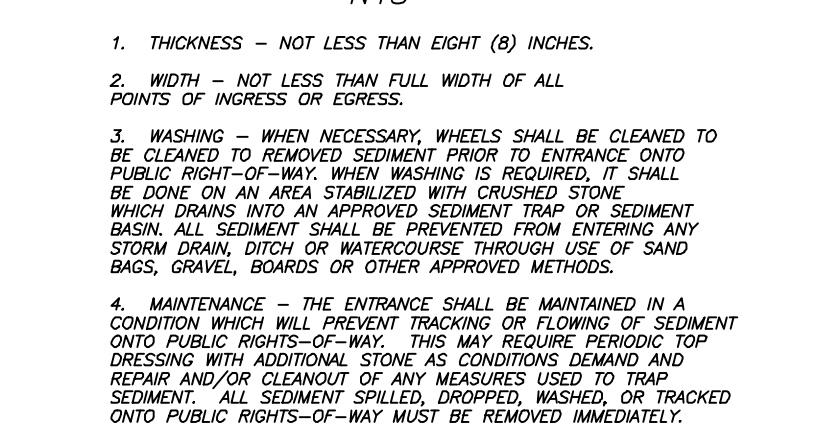 1. THICKNESS – NOT LESS THAN EIGHT (8) INCHES.
2. WIDTH – NOT LESS THAN FULL WIDTH OF ALL
POINTS OF INGRESS OR EGRESS.
3. WASHING – WHEN NECESSARY, WHEELS SHALL BE CLEANED TO
BE CLEANED TO REMOVED SEDIMENT PRIOR TO ENTRANCE ONTO
PUBLIC RIGHT–OF–WAY. WHEN WASHING IS REQUIRED, IT SHALL
BE DONE ON AN AREA STABILIZED WITH CRUSHED STONE
WHICH DRAINS INTO AN APPROVED SEDIMENT TRAP OR SEDIMENT
BASIN. ALL SEDIMENT SHALL BE PREVENTED FROM ENTERING ANY
STORM DRAIN, DITCH OR WATERCOURSE THROUGH USE OF SAND
BAGS, GRAVEL, BOARDS OR OTHER APPROVED METHODS.
4. MAINTENANCE – THE ENTRANCE SHALL BE MAINTAINED IN A
CONDITION WHICH WILL PREVENT TRACKING OR FLOWING OF SEDIMENT
ONTO PUBLIC RIGHTS–OF–WAY. THIS MAY REQUIRE PERIODIC TOP
DRESSING WITH ADDITIONAL STONE AS CONDITIONS DEMAND AND
REPAIR AND/OR CLEANOUT OF ANY MEASURES USED TO TRAP
SEDIMENT. ALL SEDIMENT SPILLED, DROPPED, WASHED, OR TRACKED
ONTO PUBLIC RIGHTS–OF–WAY MUST BE REMOVED IMMEDIATELY.